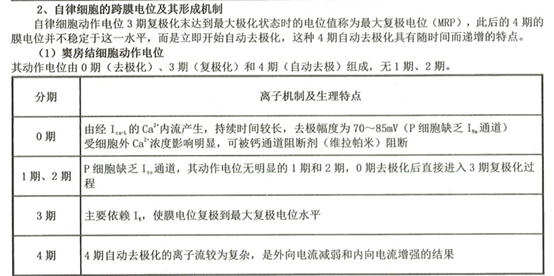 2、自律细胞的跨膜电位及其形成机制
自律细胞动作电位3期复极化末达到最大极化状态时的电位值称为最大复极电位（MRP），此后的4期的
膜电位并不稳定于这一水平，而是立即开始自动去极化，这种4期自动去极化具有随时间而递增的特点。
（1）窦房结细胞动作电位
其动作电位由0期（去极化）、3期（复极化）和4期（自动去极）组成，无1期、2期。
分期 离子机制及生理特点
0期
由经 Ica-L 的 Ca2+内流产生，持续时间较长，去极幅度为 70～85mV（P 细胞缺乏 INa 通道）
受细胞外 Ca2+浓度影响明显，可被钙通道阻断剂（维拉帕米）阻断
1期、2期
P 细胞缺乏 Ito 通道，其动作电位无明显的1期和2期，0期去极化后直接进入3期复极化过
程
3期 主要依赖 IK，使膜电位复极到最大复极电位水平
4期 4期自动去极化的离子流较为复杂，是外向电流减弱和内向电流增强的结果